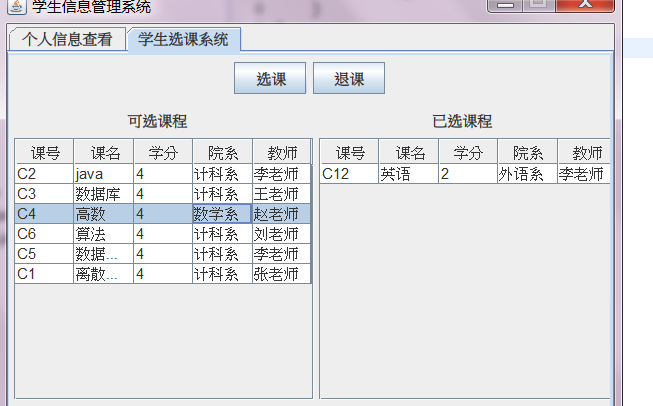 学生信息管理系统
个人信息查看 学生选课系统
选课 退课
可选课程 已选课程
课号 课名 学分 院系 教师 课号 课名 学分 院系 教师
C2 java 4 计科系 李老师 C12 英语 2 外语系 李老师
C3 数据库 4 计科系 王老师
C4 高数 4 数学系 赵老师
C6 算法 4 计科系 刘老师
C5 数据... 4 计科系 李老师
C1 离散... 4 计科系 张老师